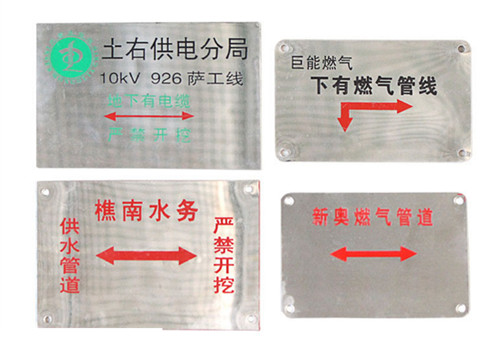 土右供电分局
10kV 926 萨工线
地下有电缆
严禁开挖
巨能燃气
下有燃气管线
樵南水务
供水管道
严禁开挖
新奥燃气管道